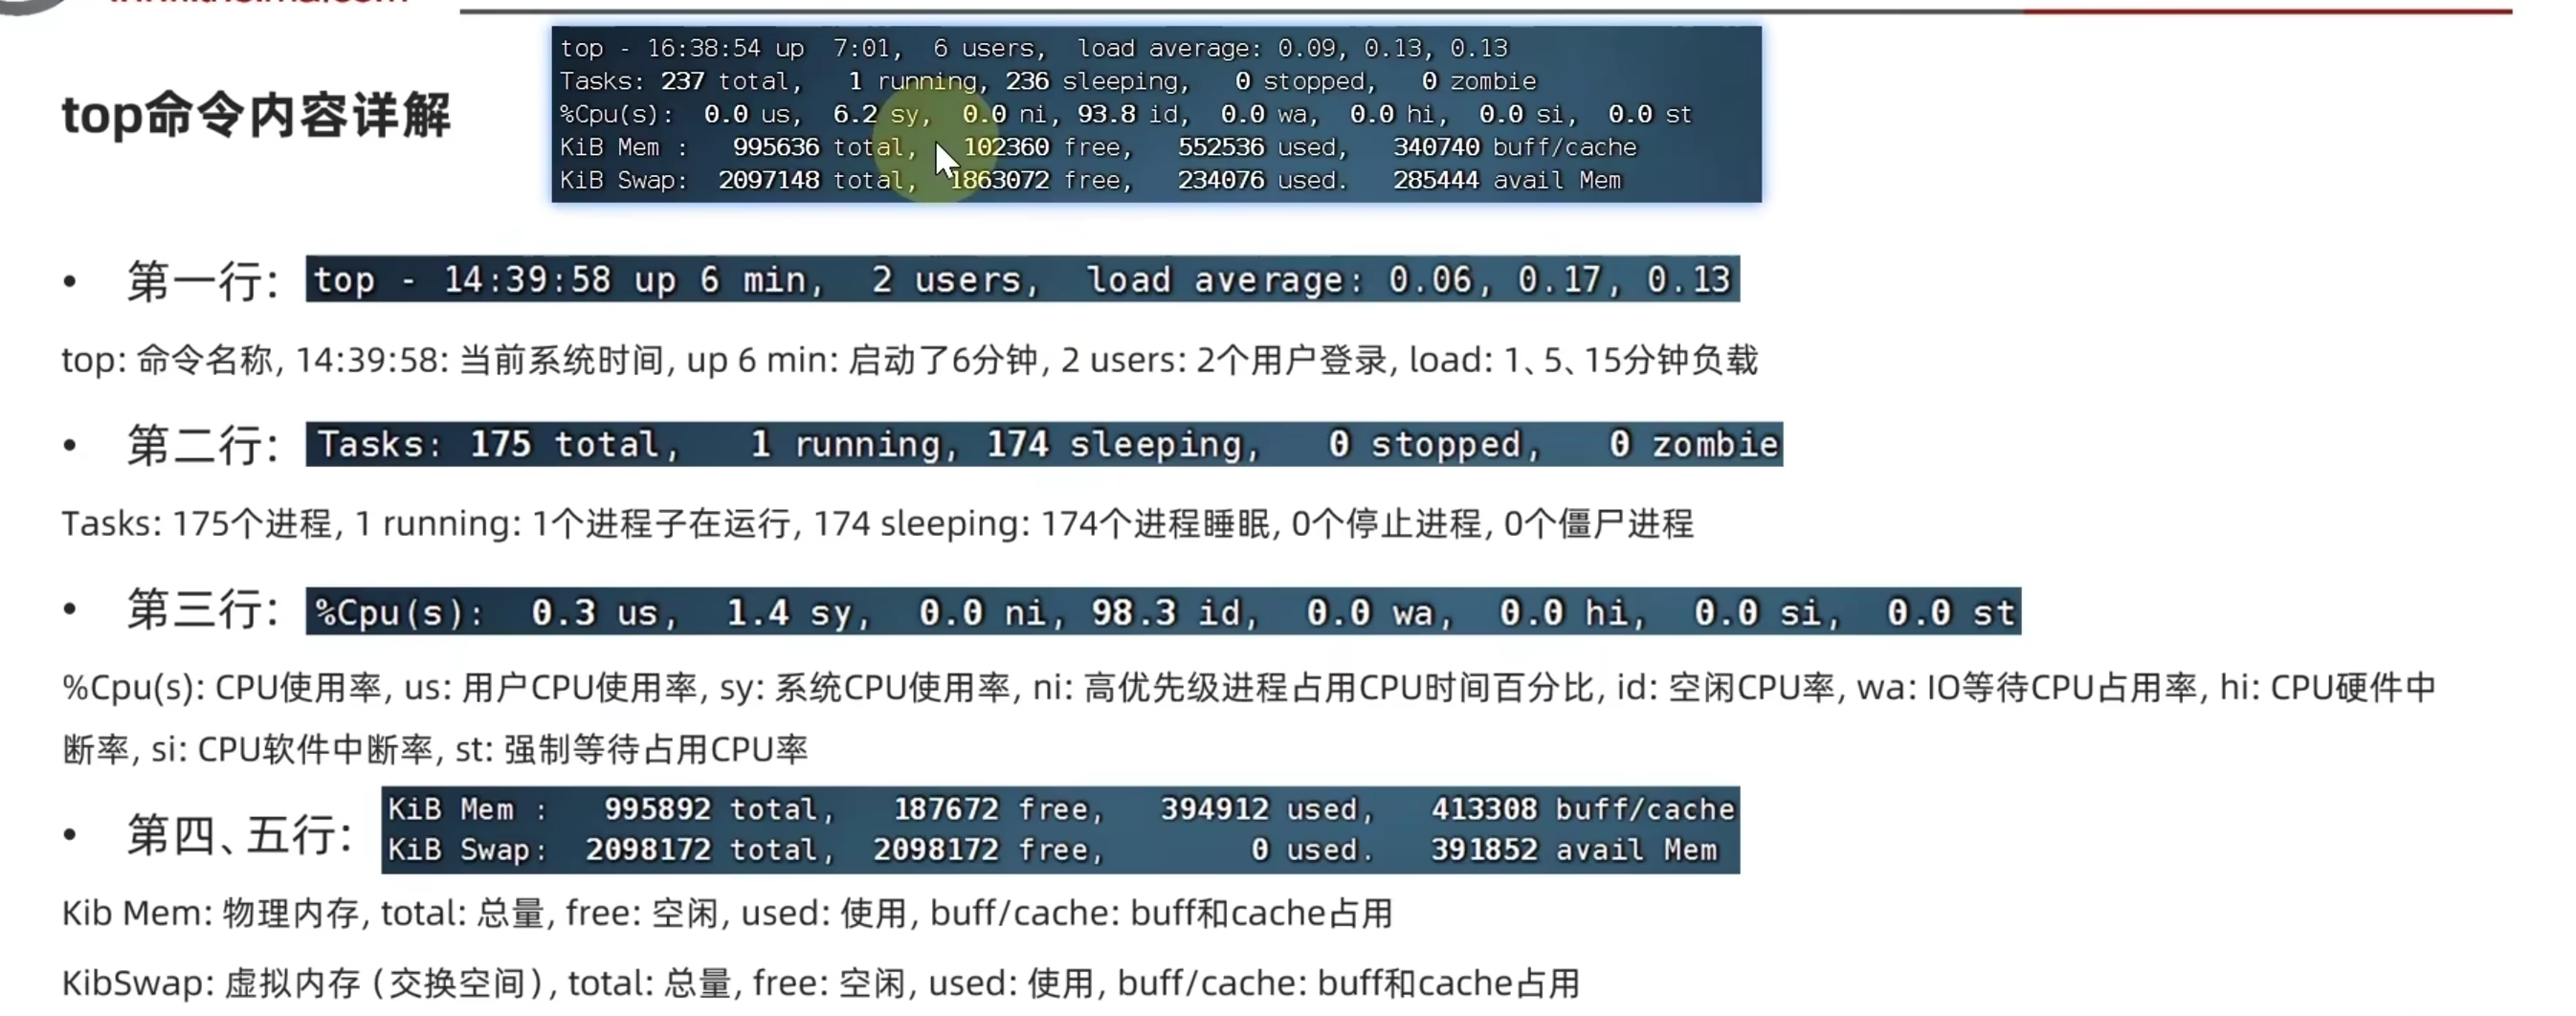 top - 16:38:54 up  7:01,  6 users,  load average: 0.09, 0.13, 0.13
Tasks: 237 total,   1 running, 236 sleeping,   0 stopped,   0 zombie
%Cpu(s):  0.0 us,  6.2 sy,  0.0 ni, 93.8 id,  0.0 wa,  0.0 hi,  0.0 si,  0.0 st
KiB Mem :   995636 total,   102360 free,   552536 used,   340740 buff/cache
KiB Swap:  2097148 total,  1863072 free,   234076 used.   285444 avail Mem
top命令内容详解
• 第一行: top - 14:39:58 up 6 min,  2 users,  load average: 0.06, 0.17, 0.13
top: 命令名称, 14:39:58: 当前系统时间, up 6 min: 启动了6分钟, 2 users: 2个用户登录, load: 1、5、15分钟负载
• 第二行: Tasks: 175 total,   1 running, 174 sleeping,   0 stopped,   0 zombie
Tasks: 175个进程, 1 running: 1个进程子在运行, 174 sleeping: 174个进程睡眠, 0个停止进程, 0个僵尸进程
• 第三行: %Cpu(s):  0.3 us,  1.4 sy,  0.0 ni, 98.3 id,  0.0 wa,  0.0 hi,  0.0 si,  0.0 st
%Cpu(s): CPU使用率, us: 用户CPU使用率, sy: 系统CPU使用率, ni: 高优先级进程占用CPU时间百分比, id: 空闲CPU率, wa: IO等待CPU占用率, hi: CPU硬件中
断率, si: CPU软件中断率, st: 强制等待占用CPU率
• 第四、五行: KiB Mem :   995892 total,   187672 free,   394912 used,   413308 buff/cache
KiB Swap:  2098172 total,  2098172 free,        0 used.   391852 avail Mem
Kib Mem: 物理内存, total: 总量, free: 空闲, used: 使用, buff/cache: buff和cache占用
KibSwap: 虚拟内存 (交换空间), total: 总量, free: 空闲, used: 使用, buff/cache: buff和cache占用